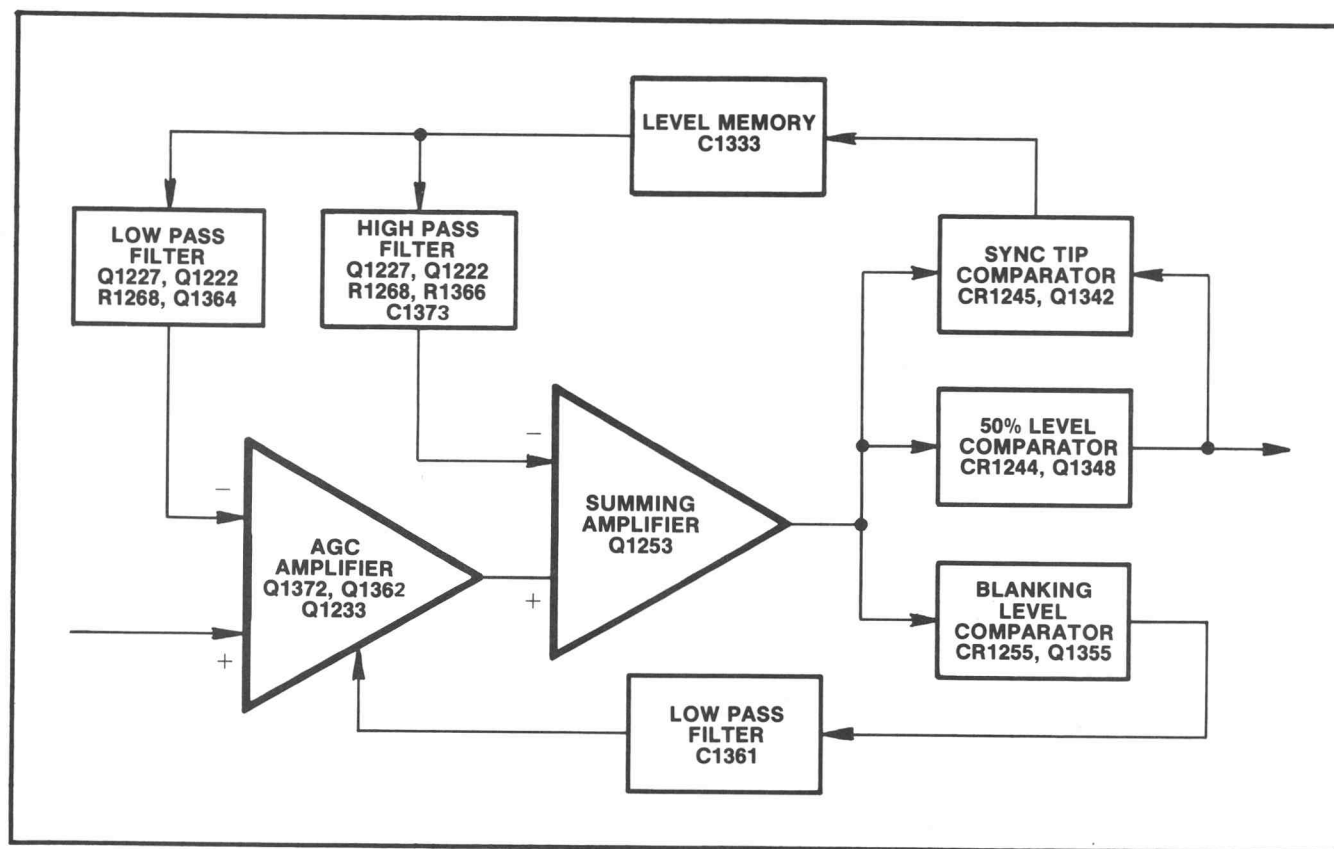 LEVEL MEMORY
C1333
LOW PASS
FILTER
Q1227, Q1222
R1268, Q1364
HIGH PASS
FILTER
Q1227, Q1222
R1268, R1366
C1373
SYNC TIP
COMPARATOR
CR1245, Q1342
50% LEVEL
COMPARATOR
CR1244, Q1348
−
SUMMING
AMPLIFIER
Q1253
+
−
AGC
AMPLIFIER
Q1372, Q1362
Q1233
+
BLANKING
LEVEL
COMPARATOR
CR1255, Q1355
LOW PASS
FILTER
C1361